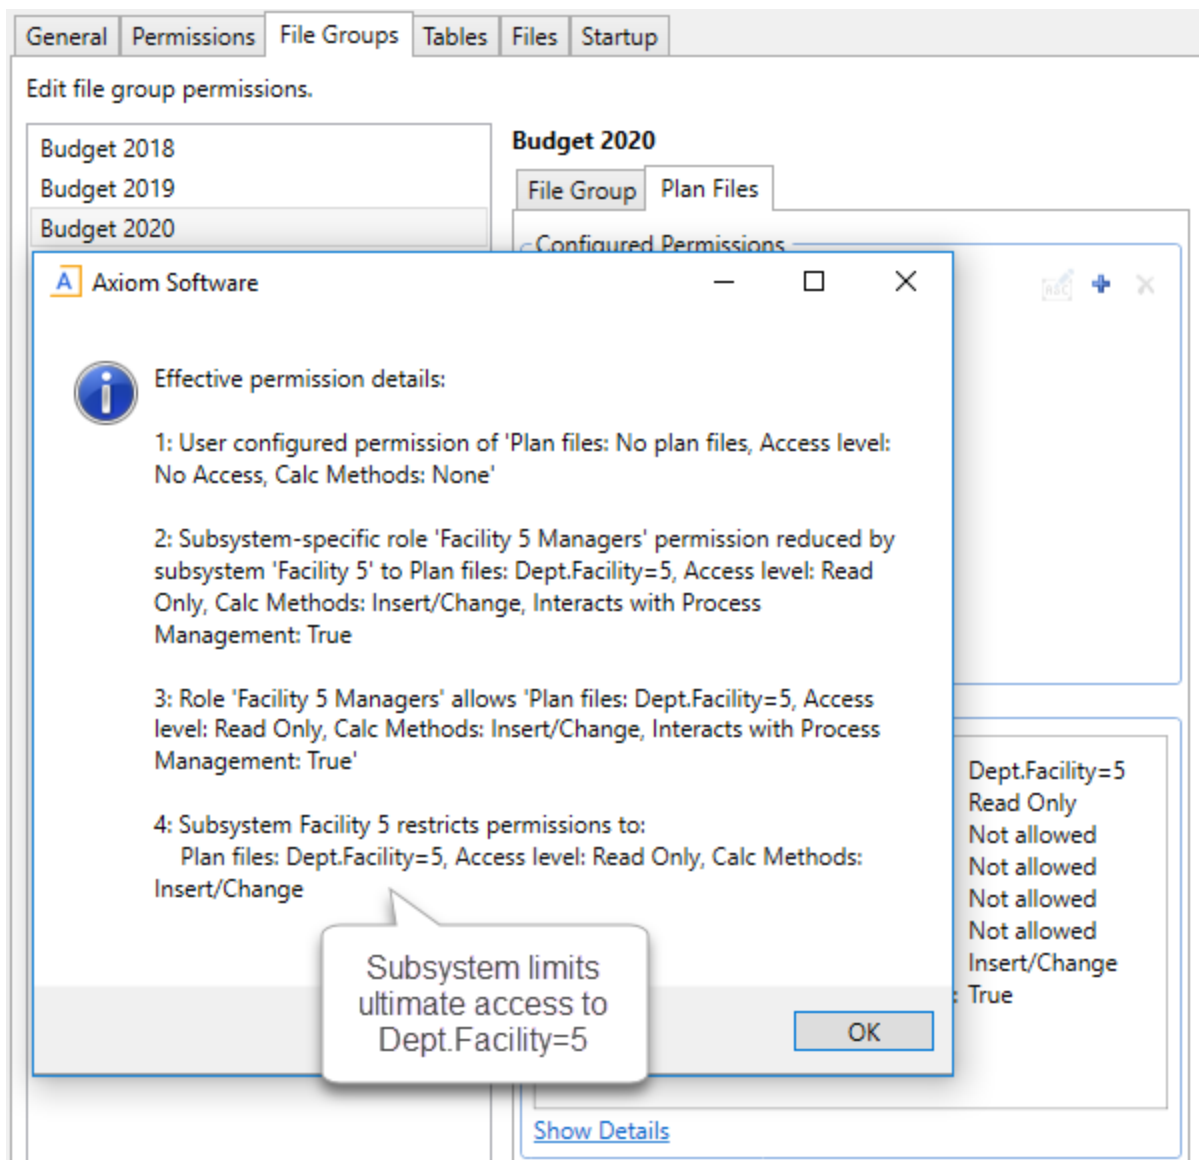 General Permissions File Groups Tables Files Startup
Edit file group permissions.
Budget 2018
Budget 2019
Budget 2020
Budget 2020
File Group Plan Files
Configured Permissions
ABC
A Axiom Software
Effective permission details:
1: User configured permission of 'Plan files: No plan files, Access level:
No Access, Calc Methods: None'
2: Subsystem-specific role 'Facility 5 Managers' permission reduced by
subsystem 'Facility 5' to Plan files: Dept.Facility=5, Access level: Read
Only, Calc Methods: Insert/Change, Interacts with Process
Management: True
3: Role 'Facility 5 Managers' allows 'Plan files: Dept.Facility=5, Access
level: Read Only, Calc Methods: Insert/Change, Interacts with Process
Management: True'
4: Subsystem Facility 5 restricts permissions to:
Plan files: Dept.Facility=5, Access level: Read Only, Calc Methods:
Insert/Change
Subsystem limits
ultimate access to
Dept.Facility=5
OK
Dept.Facility=5
Read Only
Not allowed
Not allowed
Not allowed
Not allowed
Insert/Change
: True
Show Details